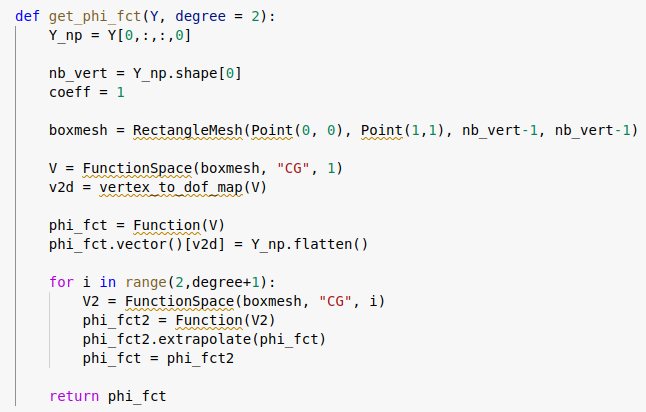 def get_phi_fct(Y, degree = 2):
    Y_np = Y[0,:,:,0]

    nb_vert = Y_np.shape[0]
    coeff = 1

    boxmesh = RectangleMesh(Point(0, 0), Point(1,1), nb_vert-1, nb_vert-1)

    V = FunctionSpace(boxmesh, "CG", 1)
    v2d = vertex_to_dof_map(V)

    phi_fct = Function(V)
    phi_fct.vector()[v2d] = Y_np.flatten()

    for i in range(2,degree+1):
        V2 = FunctionSpace(boxmesh, "CG", i)
        phi_fct2 = Function(V2)
        phi_fct2.extrapolate(phi_fct)
        phi_fct = phi_fct2

    return phi_fct